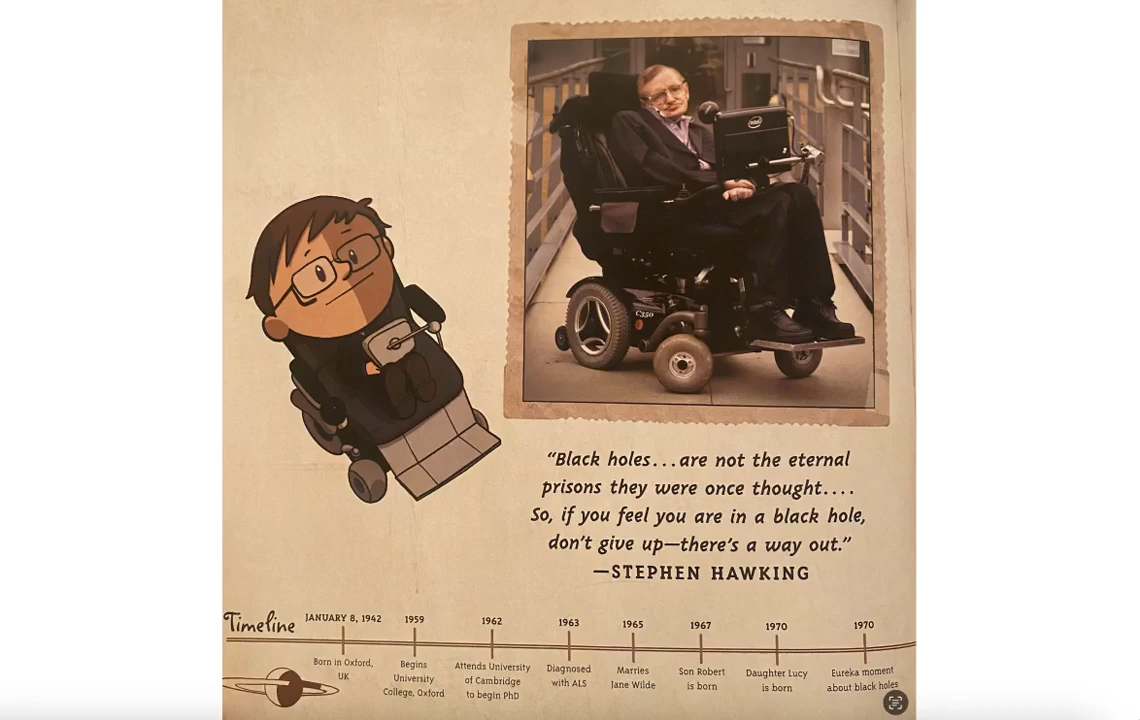 intel
C350
“Black holes...are not the eternal
prisons they were once thought....
So, if you feel you are in a black hole,
don’t give up—there’s a way out.”
—STEPHEN HAWKING
Timeline
JANUARY 8, 1942
Born in Oxford,
UK
1959
Begins
University
College, Oxford
1962
Attends University
of Cambridge
to begin PhD
1963
Diagnosed
with ALS
1965
Marries
Jane Wilde
1967
Son Robert
is born
1970
Daughter Lucy
is born
1970
Eureka moment
about black holes